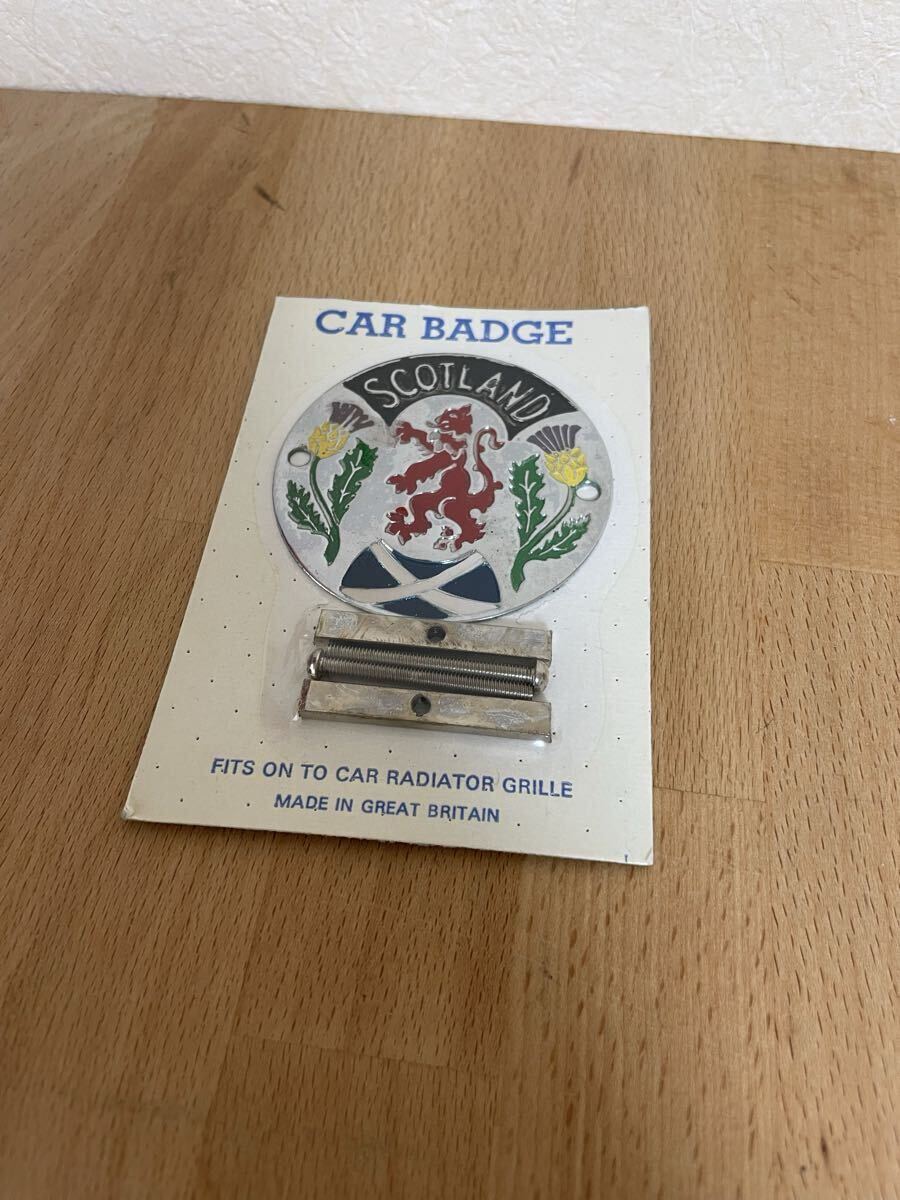 CAR BADGE
SCOTLAND
FITS ON TO CAR RADIATOR GRILLE
MADE IN GREAT BRITAIN